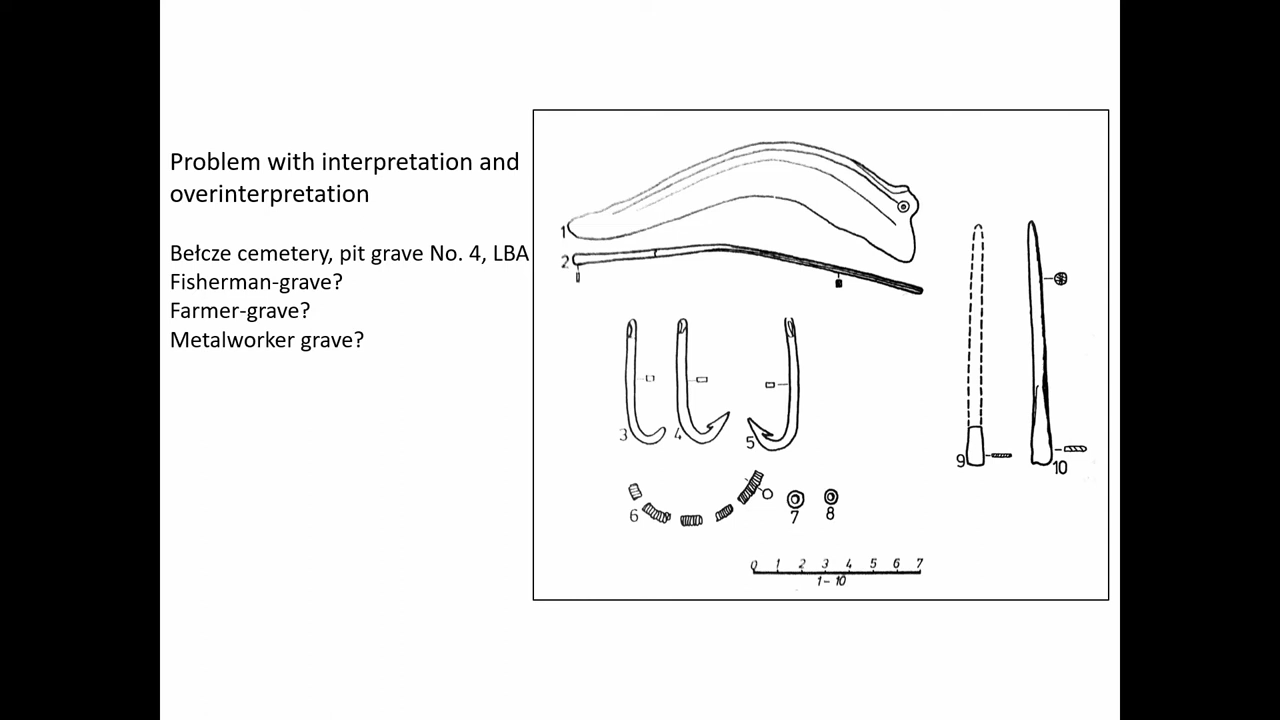 Problem with interpretation and
overinterpretation
Bełcze cemetery, pit grave No. 4, LBA
Fisherman-grave?
Farmer-grave?
Metalworker grave?
1
2
3 4 5
6 7 8
9 10
0 1 2 3 4 5 6 7
1-10